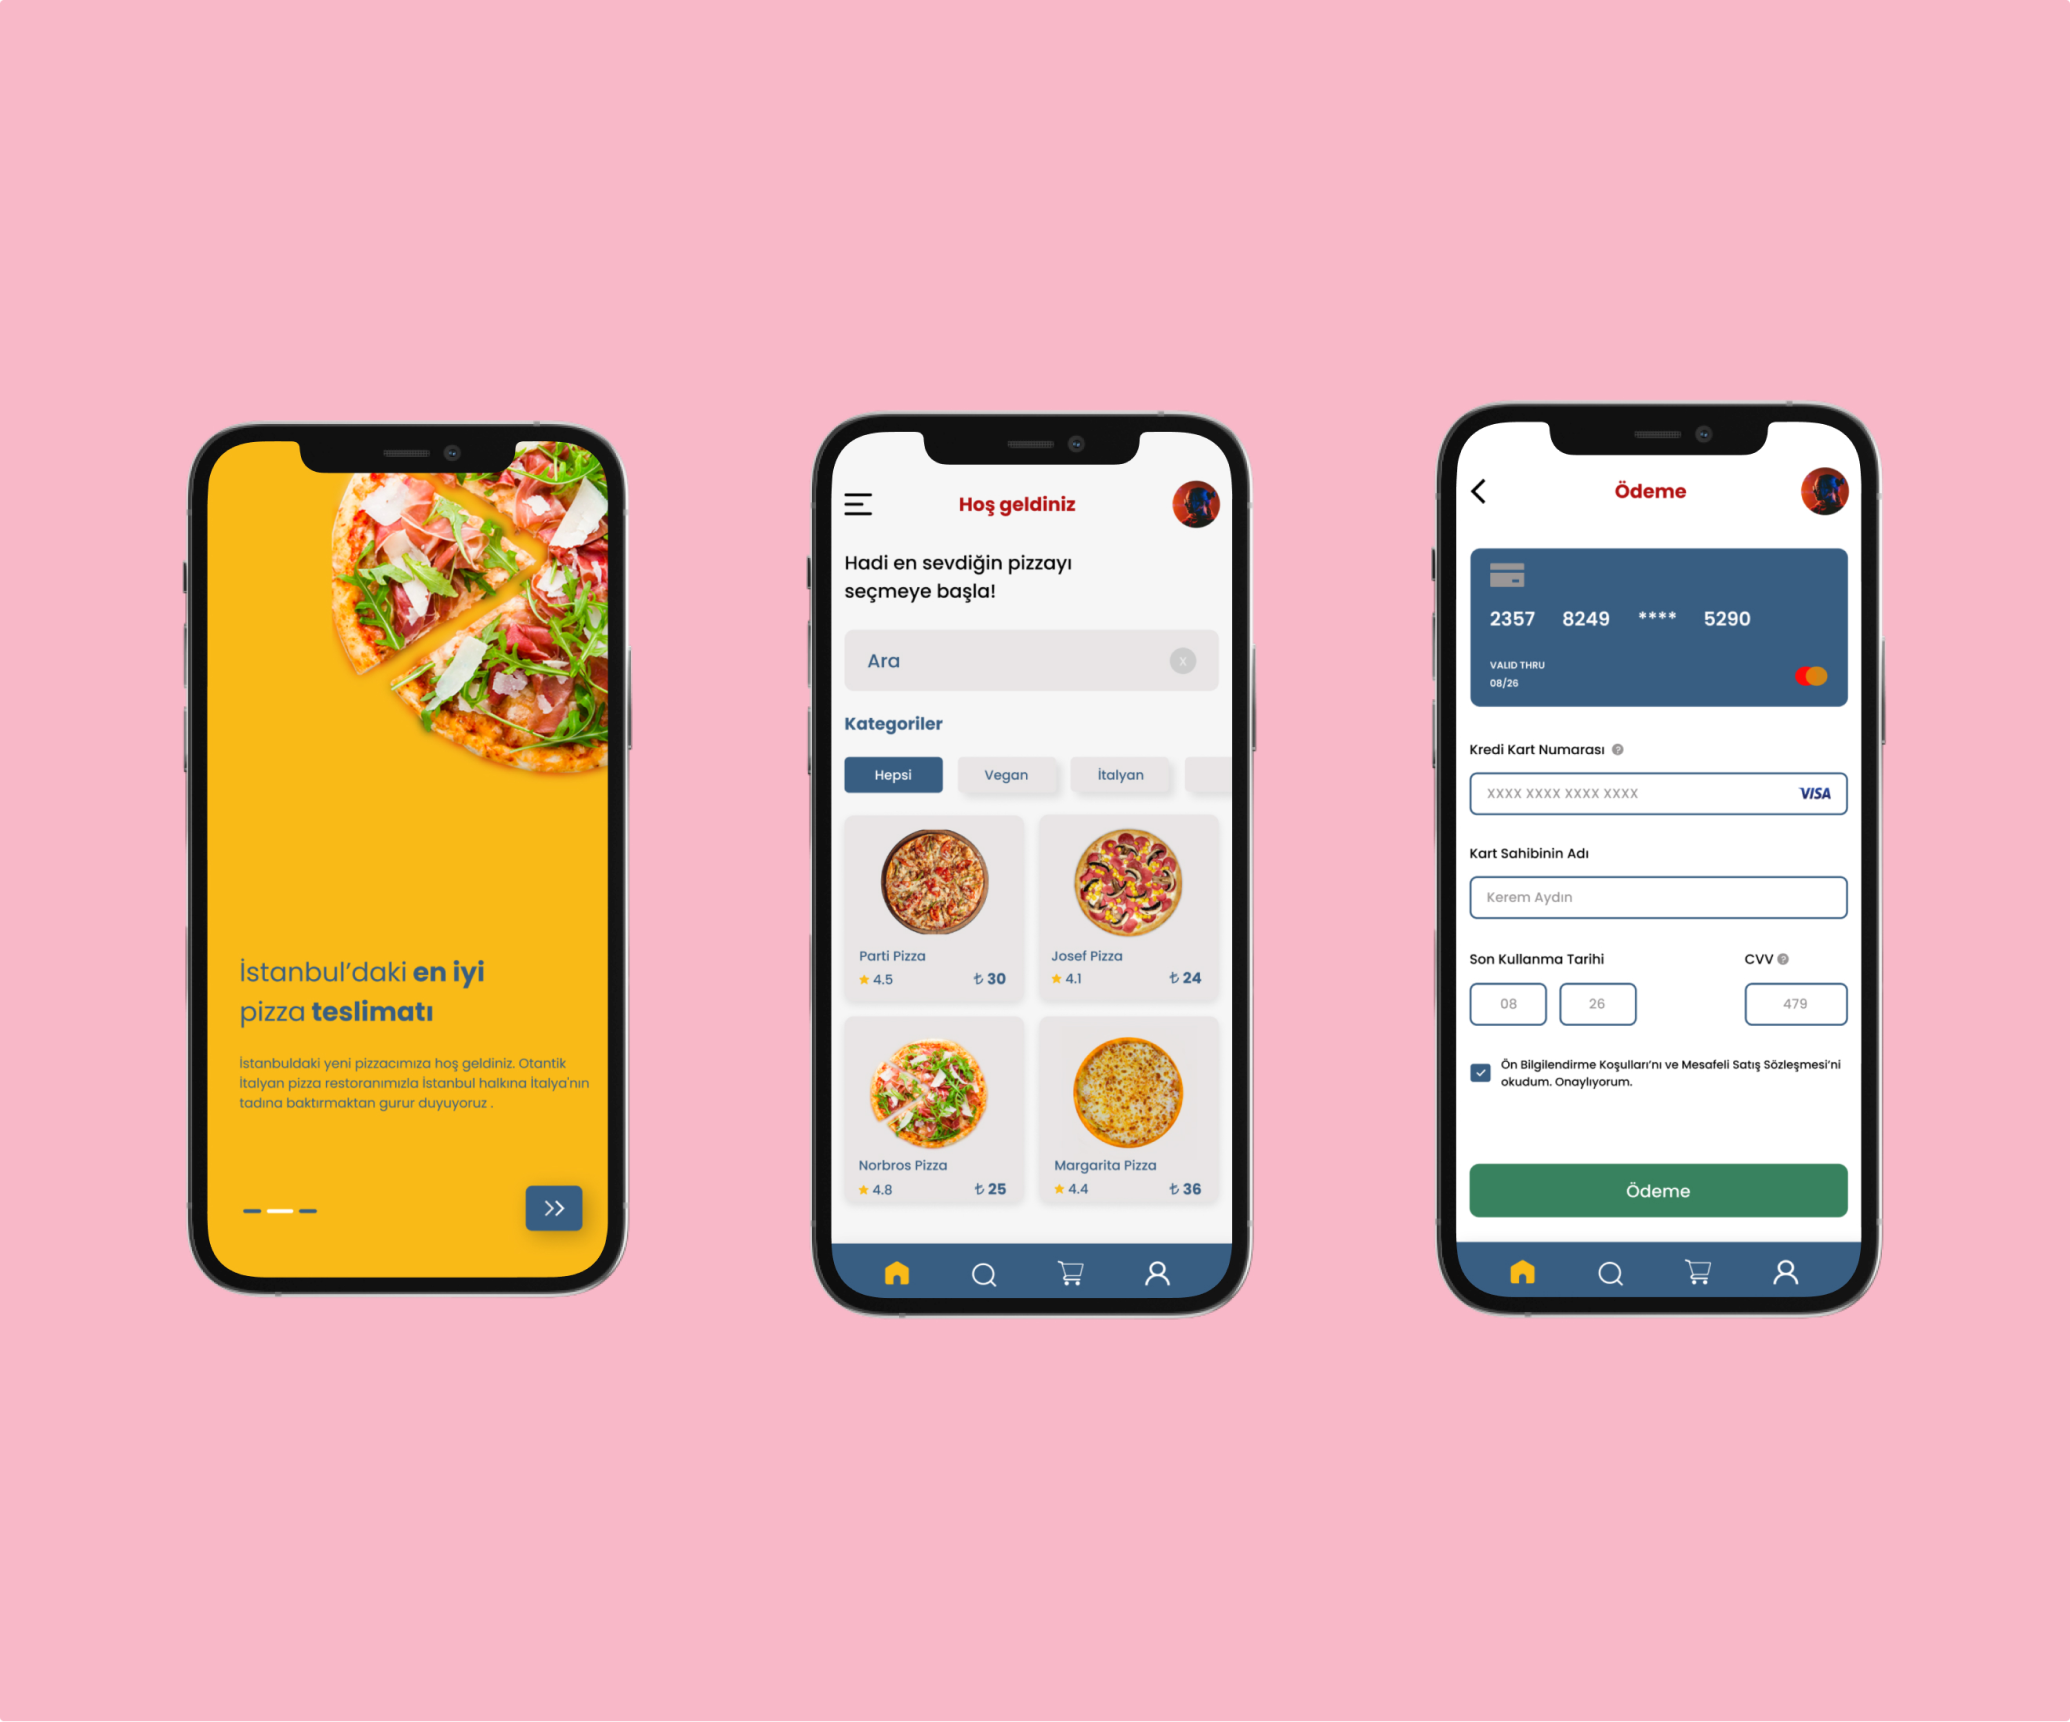 İstanbul’daki en iyi
pizza teslimatı
İstanbuldaki yeni pizzacımıza hoş geldiniz. Otantik
İtalyan pizza restoranımızla İstanbul halkına İtalya'nın
tadına baktırmaktan gurur duyuyoruz .
Hoş geldiniz
Hadi en sevdiğin pizzayı
seçmeye başla!
Ara x
Kategoriler
Hepsi Vegan İtalyan
Parti Pizza
4.5 ₺ 30
Josef Pizza
4.1 ₺ 24
Norbros Pizza
4.8 ₺ 25
Margarita Pizza
4.4 ₺ 36
Ödeme
2357 8249 **** 5290
VALID THRU
08/26
Kredi Kart Numarası ?
XXXX XXXX XXXX XXXX VISA
Kart Sahibinin Adı
Kerem Aydın
Son Kullanma Tarihi CVV ?
08 26 479
Ön Bilgilendirme Koşulları’nı ve Mesafeli Satış Sözleşmesi’ni
okudum. Onaylıyorum.
Ödeme